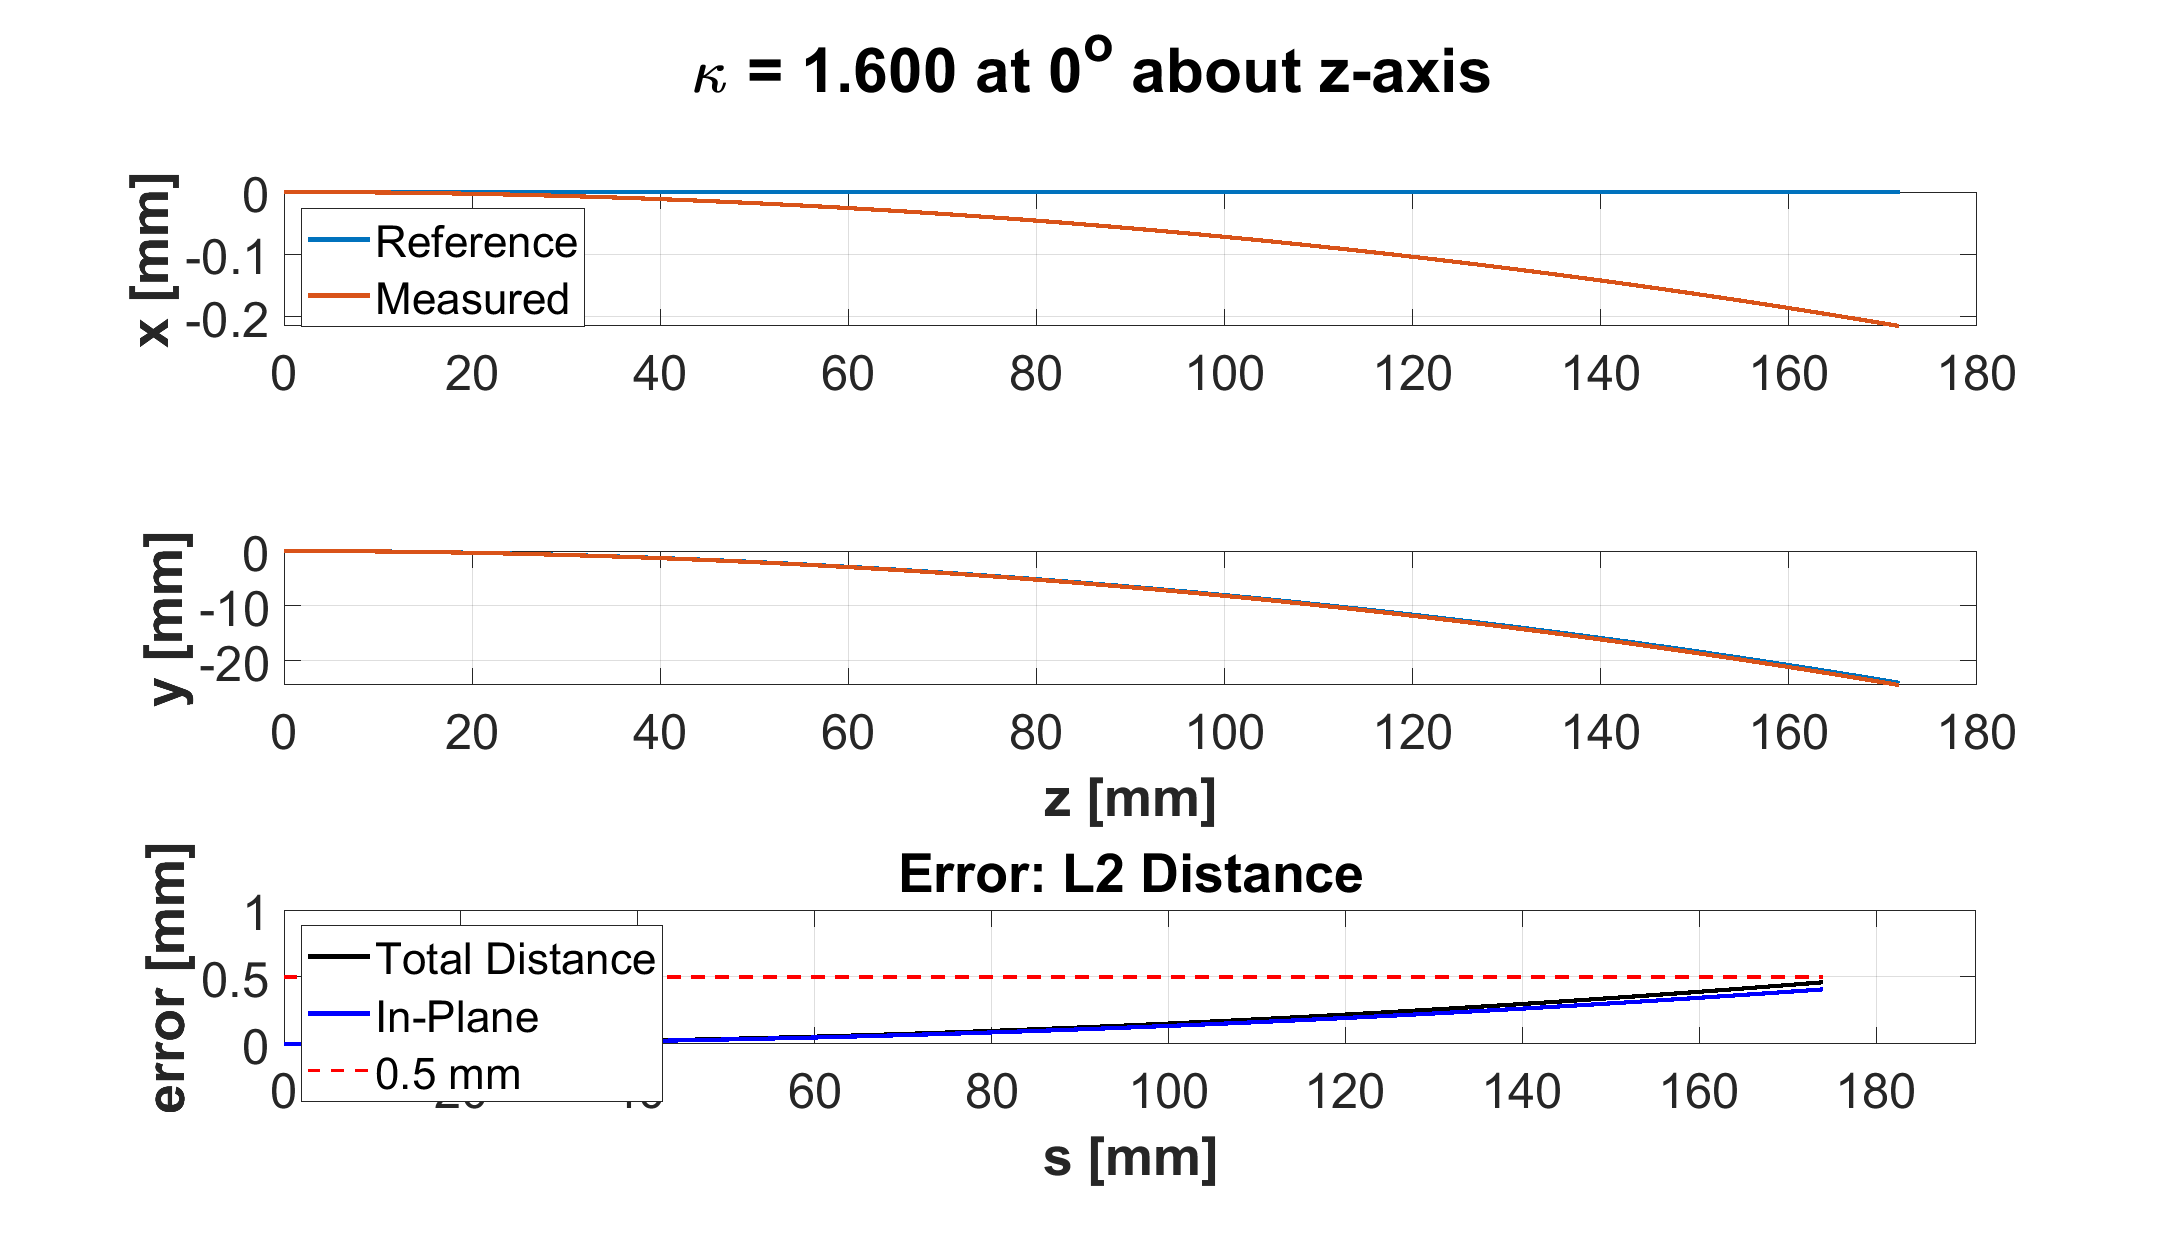 κ = 1.600 at 0° about z-axis
x [mm]
0
-0.1
-0.2
Reference
Measured
0 20 40 60 80 100 120 140 160 180
y [mm]
0
-10
-20
0 20 40 60 80 100 120 140 160 180
z [mm]
Error: L2 Distance
error [mm]
1
0.5
0
Total Distance
In-Plane
0.5 mm
0 60 80 100 120 140 160 180
s [mm]